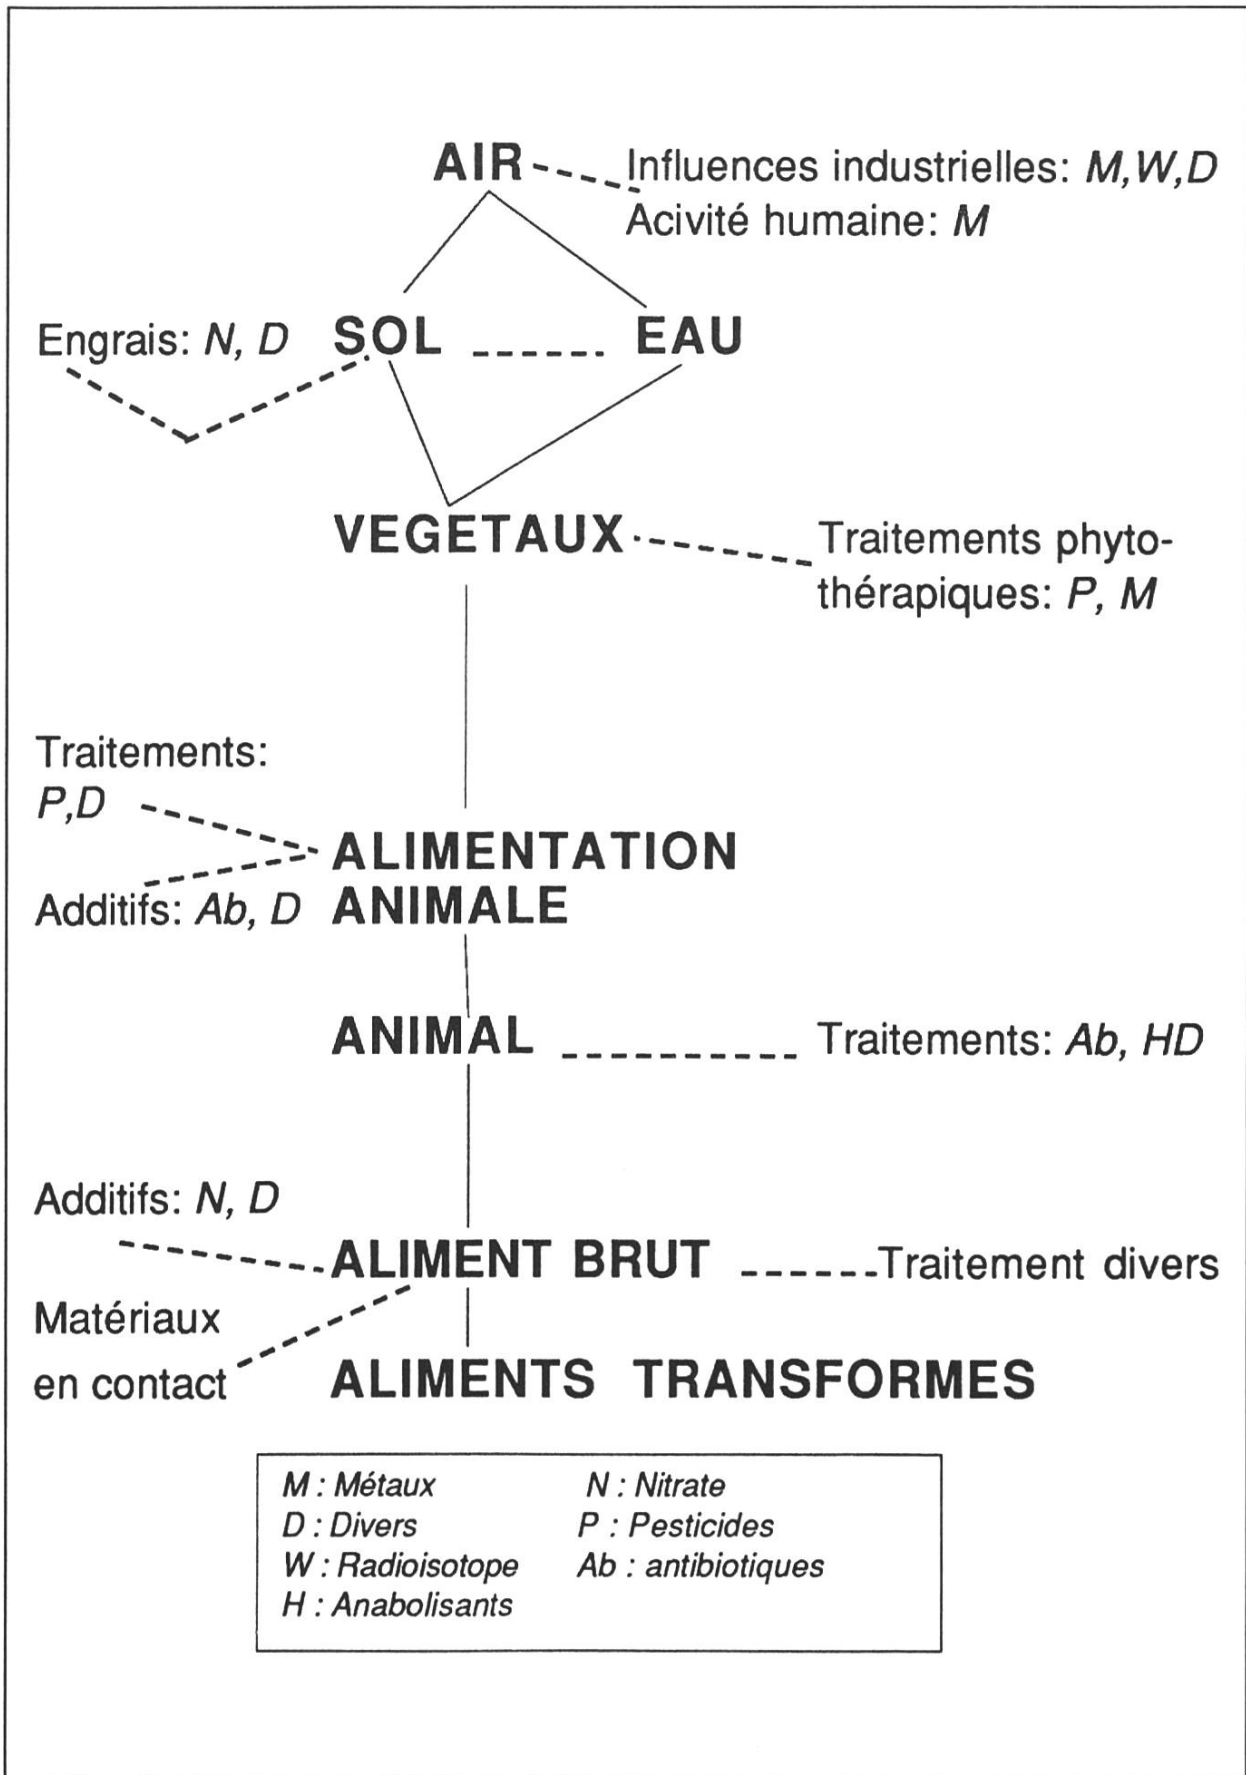 AIR
Influences industrielles: M,W,D
Acivité humaine: M
Engrais: N, D
SOL
EAU
VEGETAUX
Traitements phyto-
thérapiques: P, M
Traitements:
P,D
ALIMENTATION
Additifs: Ab, D
ANIMALE
ANIMAL
Traitements: Ab, HD
Additifs: N, D
ALIMENT BRUT
Traitement divers
Matériaux
en contact
ALIMENTS TRANSFORMES
M : Métaux
N : Nitrate
D : Divers
P : Pesticides
W : Radioisotope
Ab : antibiotiques
H : Anabolisants